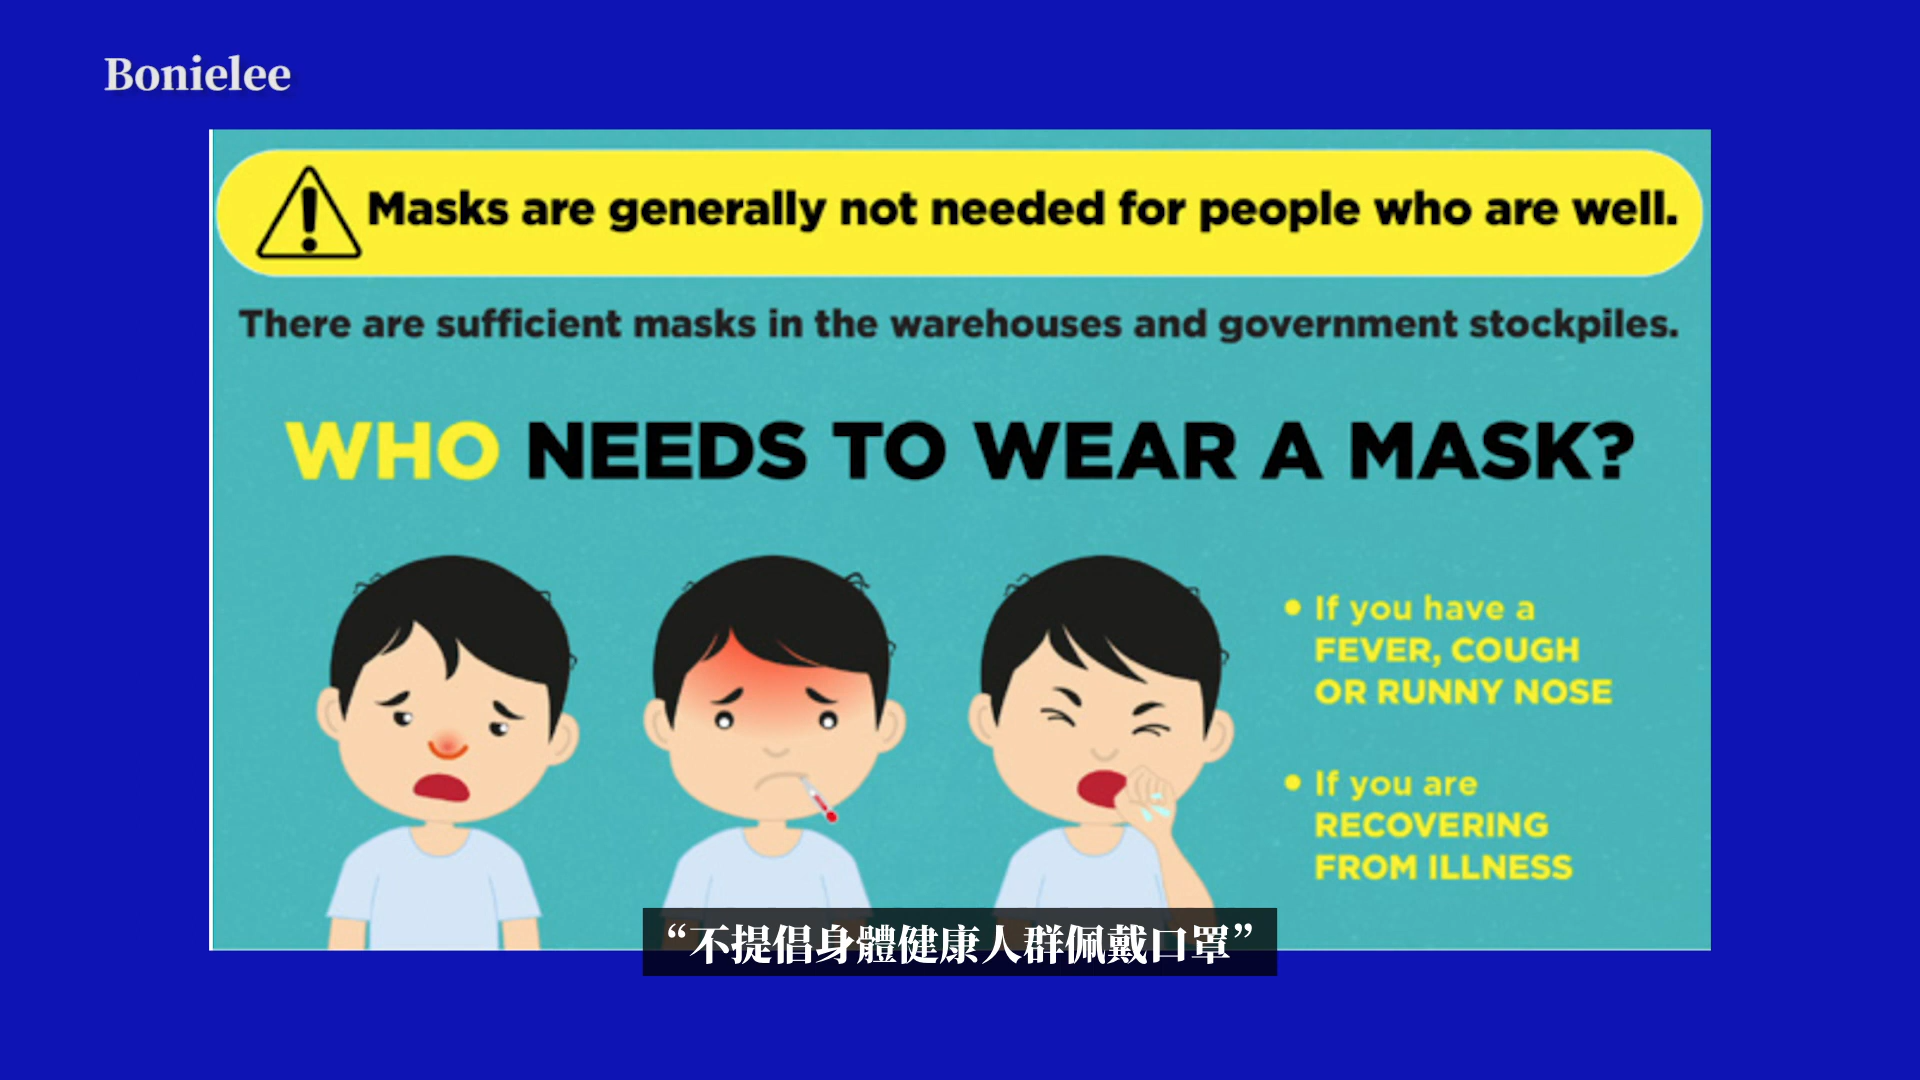 Bonielee
Masks are generally not needed for people who are well.
There are sufficient masks in the warehouses and government stockpiles.
WHO NEEDS TO WEAR A MASK?
• If you have a
FEVER, COUGH
OR RUNNY NOSE
• If you are
RECOVERING
FROM ILLNESS
“不提倡身體健康人群佩戴口罩”